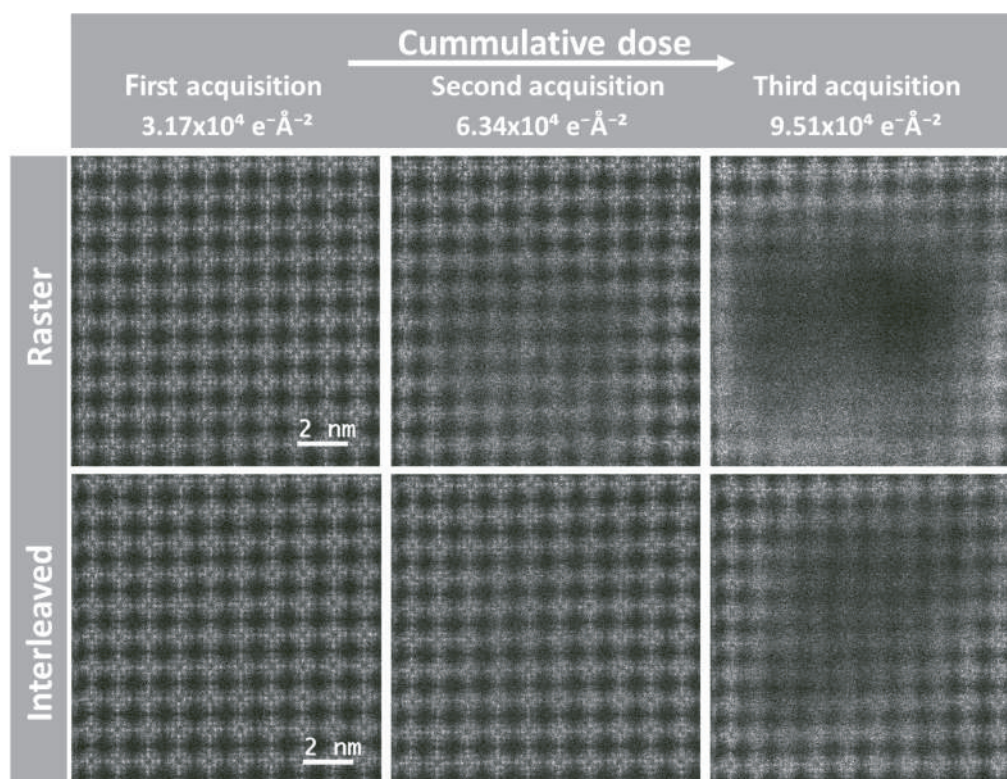 Cummulative dose
First acquisition
3.17x10⁴ e⁻Å⁻²
Second acquisition
6.34x10⁴ e⁻Å⁻²
Third acquisition
9.51x10⁴ e⁻Å⁻²
Raster
2 nm
Interleaved
2 nm